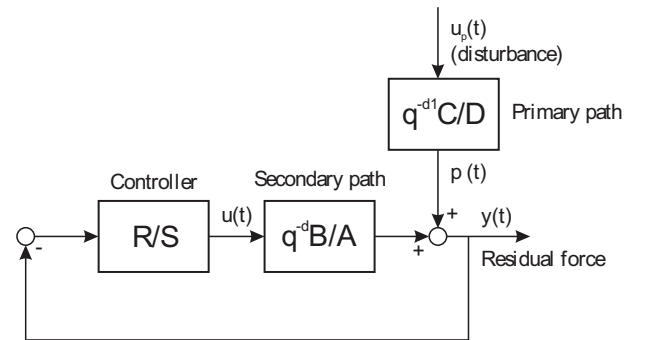 u_p(t)
(disturbance)
q^-d1 C/D
Primary path
p (t)
Controller
Secondary path
+
y(t)
R/S
u(t)
q^-d B/A
-
+
Residual force